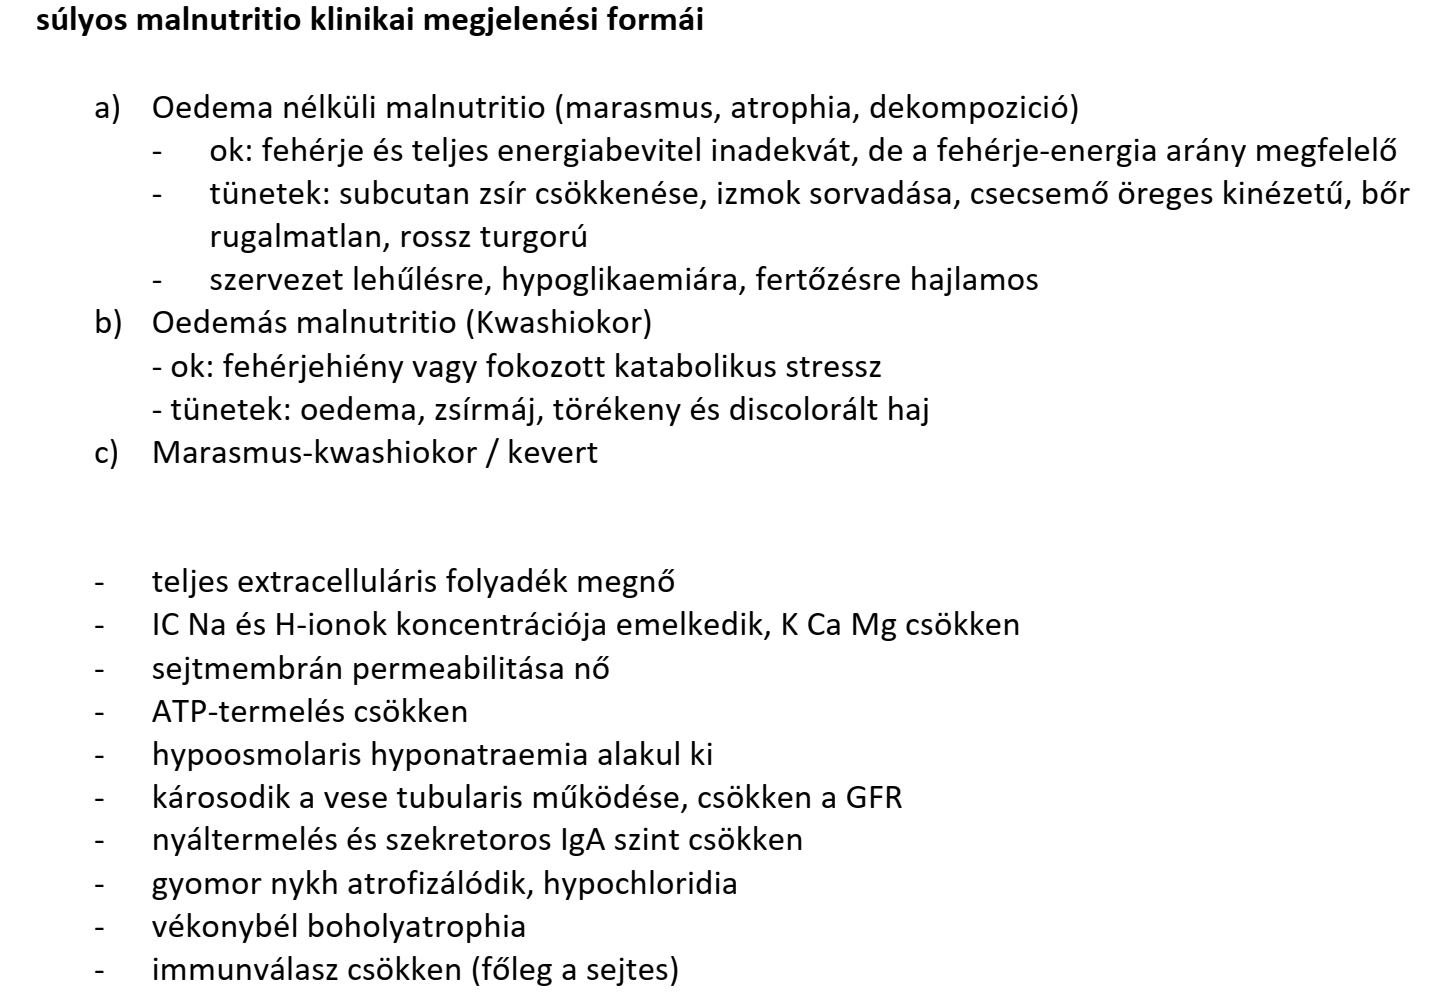 súlyos malnutritio klinikai megjelenési formái
a) Oedema nélküli malnutritio (marasmus, atrophia, dekompozició)
- ok: fehérje és teljes energiabevitel inadekvát, de a fehérje-energia arány megfelelő
- tünetek: subcutan zsír csökkenése, izmok sorvadása, csecsemő öreges kinézetű, bőr
rugalmatlan, rossz turgorú
- szervezet lehűlésre, hypoglikaemiára, fertőzésre hajlamos
b) Oedemás malnutritio (Kwashiokor)
- ok: fehérjehiény vagy fokozott katabolikus stressz
- tünetek: oedema, zsírmáj, törékeny és discolorált haj
c) Marasmus-kwashiokor / kevert
- teljes extracelluláris folyadék megnő
- IC Na és H-ionok koncentrációja emelkedik, K Ca Mg csökken
- sejtmembrán permeabilitása nő
- ATP-termelés csökken
- hypoosmolaris hyponatraemia alakul ki
- károsodik a vese tubularis működése, csökken a GFR
- nyáltermelés és szekretoros IgA szint csökken
- gyomor nykh atrofizálódik, hypochloridia
- vékonybél boholyatrophia
- immunválasz csökken (főleg a sejtes)